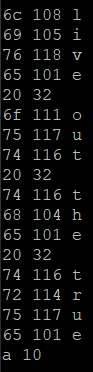 6c 108 l
69 105 i
76 118 v
65 101 e
20 32
6f 111 o
75 117 u
74 116 t
20 32
74 116 t
68 104 h
65 101 e
20 32
74 116 t
72 114 r
75 117 u
65 101 e
a 10